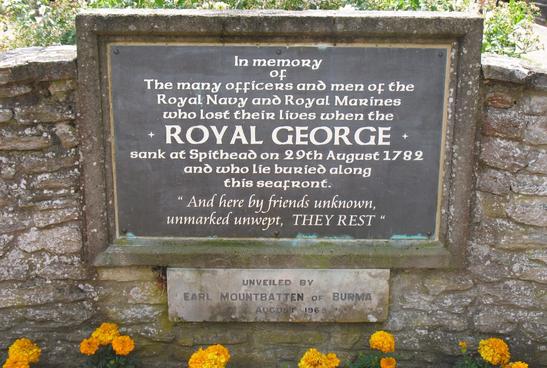 In memory
of
The many officers and men of the
Royal Navy and Royal Marines
who lost their lives when the
+ ROYAL GEORGE +
sank at Spithead on 29th August 1782
and who lie buried along
this seafront.
“ And here by friends unknown,
unmarked unwept, THEY REST “
UNVEILED BY
EARL MOUNTBATTEN OF BURMA
AUGUST